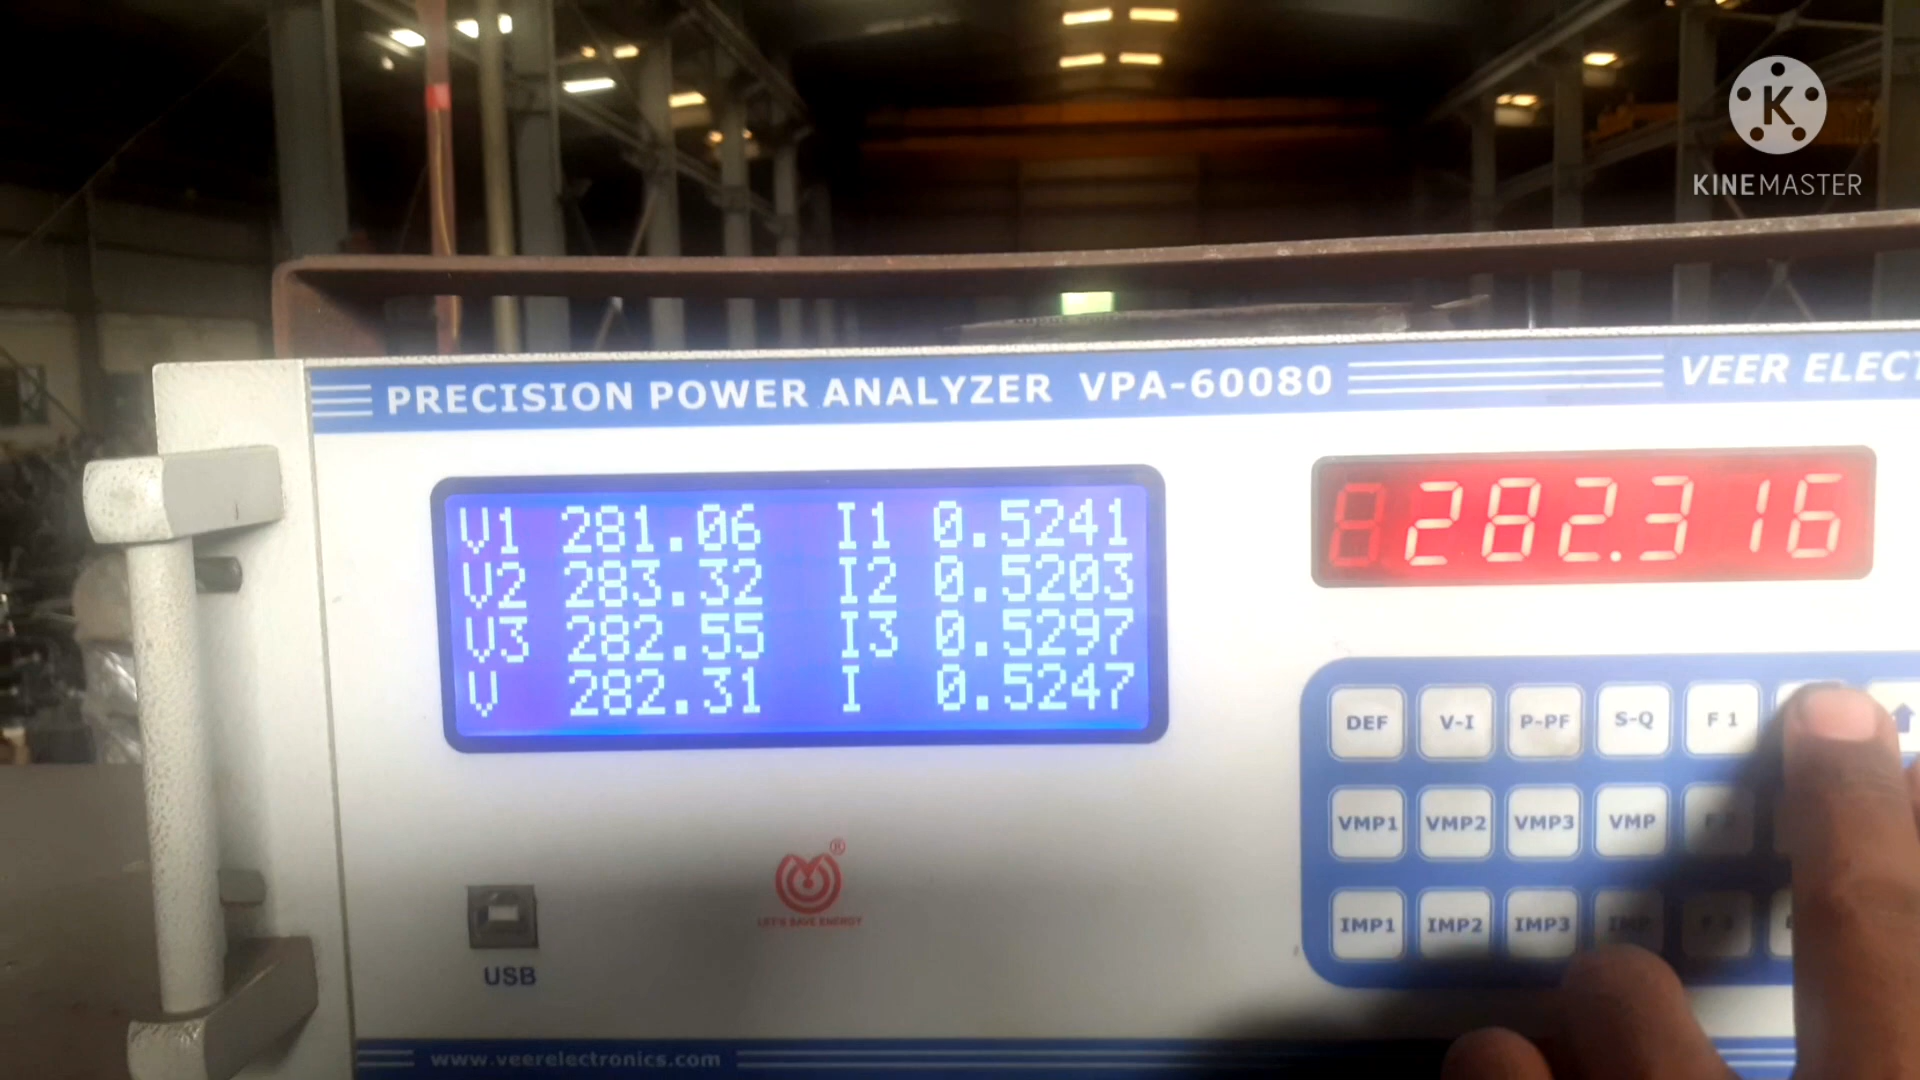 K
KINEMASTER
PRECISION POWER ANALYZER VPA-60080
VEER ELECT
V1 281.06 I1 0.5241
V2 283.32 I2 0.5203
V3 282.55 I3 0.5297
V 282.31 I 0.5247
282.316
DEF V-I P-PF S-Q F 1
VMP1 VMP2 VMP3 VMP
IMP1 IMP2 IMP3 IMP
LET'S SAVE ENERGY
USB
www.veerelectronics.com